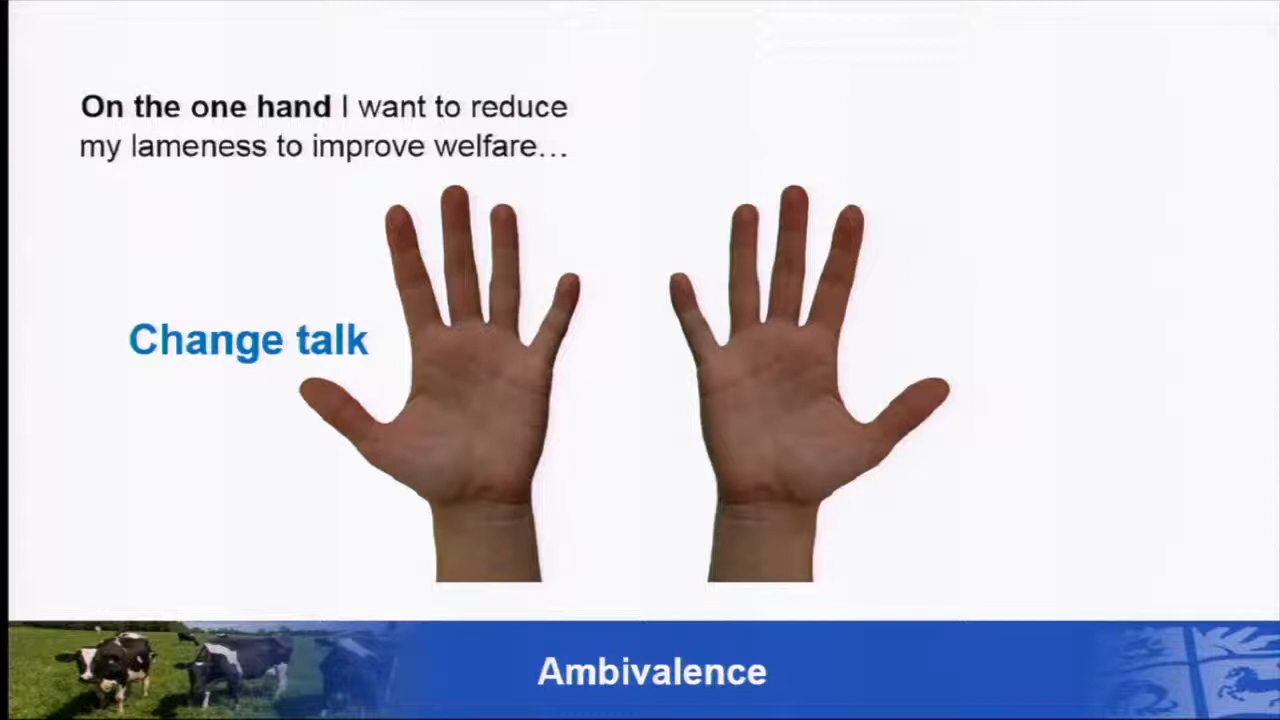 On the one hand I want to reduce
my lameness to improve welfare…
Change talk
Ambivalence